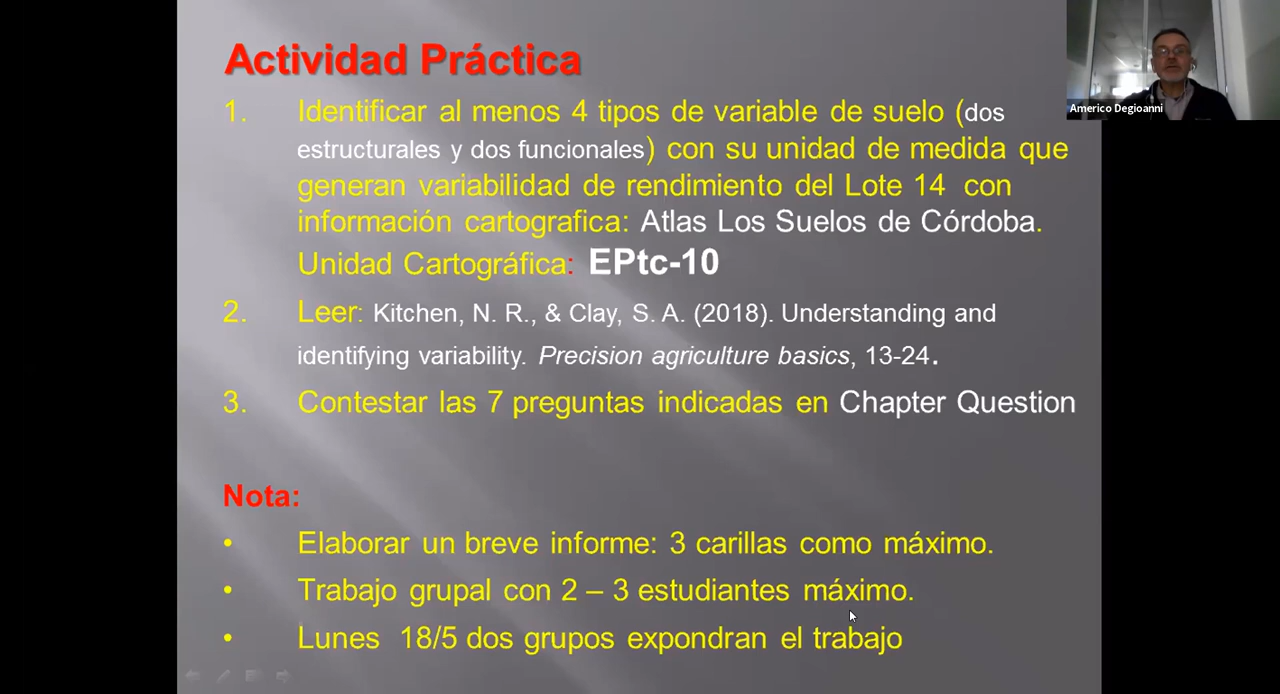 Actividad Práctica
1. Identificar al menos 4 tipos de variable de suelo (dos
estructurales y dos funcionales) con su unidad de medida que
generan variabilidad de rendimiento del Lote 14 con
información cartografica: Atlas Los Suelos de Córdoba.
Unidad Cartográfica: EPtc-10
2. Leer: Kitchen, N. R., & Clay, S. A. (2018). Understanding and
identifying variability. Precision agriculture basics, 13-24.
3. Contestar las 7 preguntas indicadas en Chapter Question
Nota:
• Elaborar un breve informe: 3 carillas como máximo.
• Trabajo grupal con 2 – 3 estudiantes máximo.
• Lunes 18/5 dos grupos expondran el trabajo
Americo Degioanni